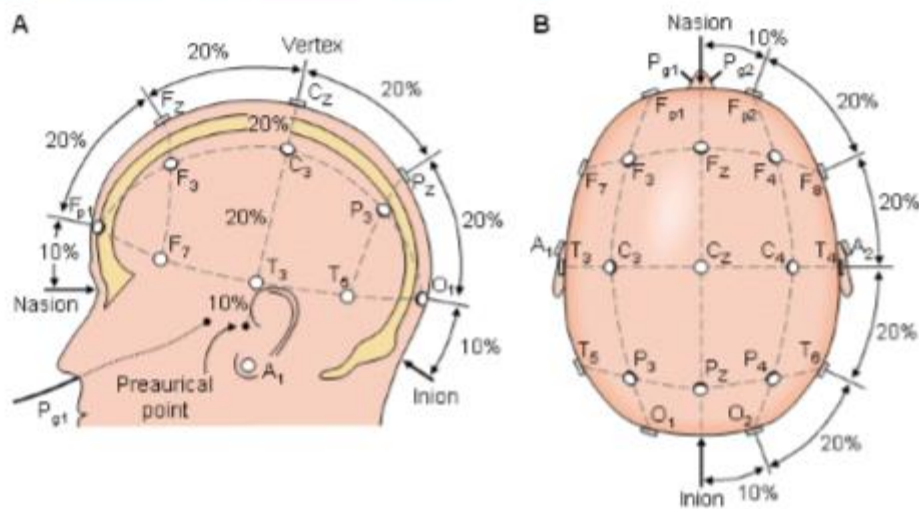 A
20%
Vertex
Cz
20%
Fz
20%
20%
C3
F3
Pz
P3
20%
20%
Fp1
10%
F7
T3
T5
O1
Nasion
10%
10%
Preaurical
point
A1
Inion
Pg1
B
Nasion
10%
Pg1
Pg2
Fp1
Fp2
20%
F7
F3
Fz
F4
F8
20%
A1
T3
C3
Cz
C4
T4
A2
20%
T5
P3
Pz
P4
T6
O1
O2
20%
Inion
10%